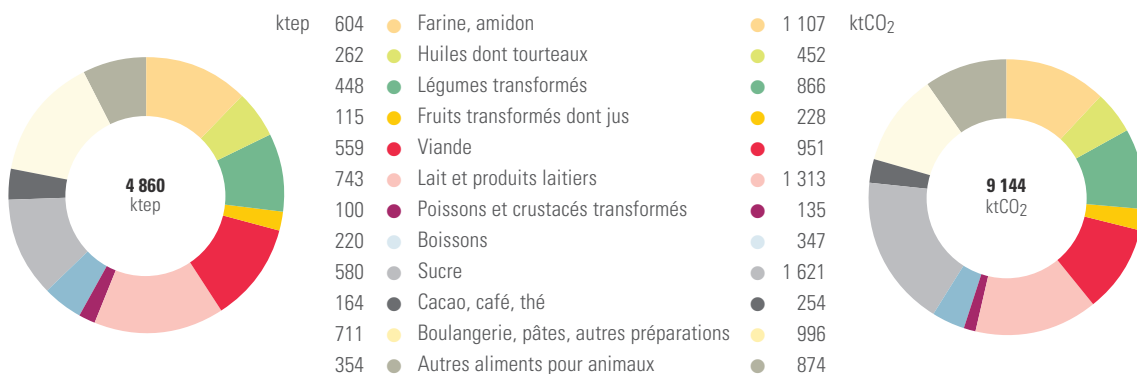 ktep 604 Farine, amidon 1 107 ktCO₂
262 Huiles dont tourteaux 452
448 Légumes transformés 866
115 Fruits transformés dont jus 228
559 Viande 951
743 Lait et produits laitiers 1 313
100 Poissons et crustacés transformés 135
220 Boissons 347
580 Sucre 1 621
164 Cacao, café, thé 254
711 Boulangerie, pâtes, autres préparations 996
354 Autres aliments pour animaux 874
4 860
ktep
9 144
ktCO₂